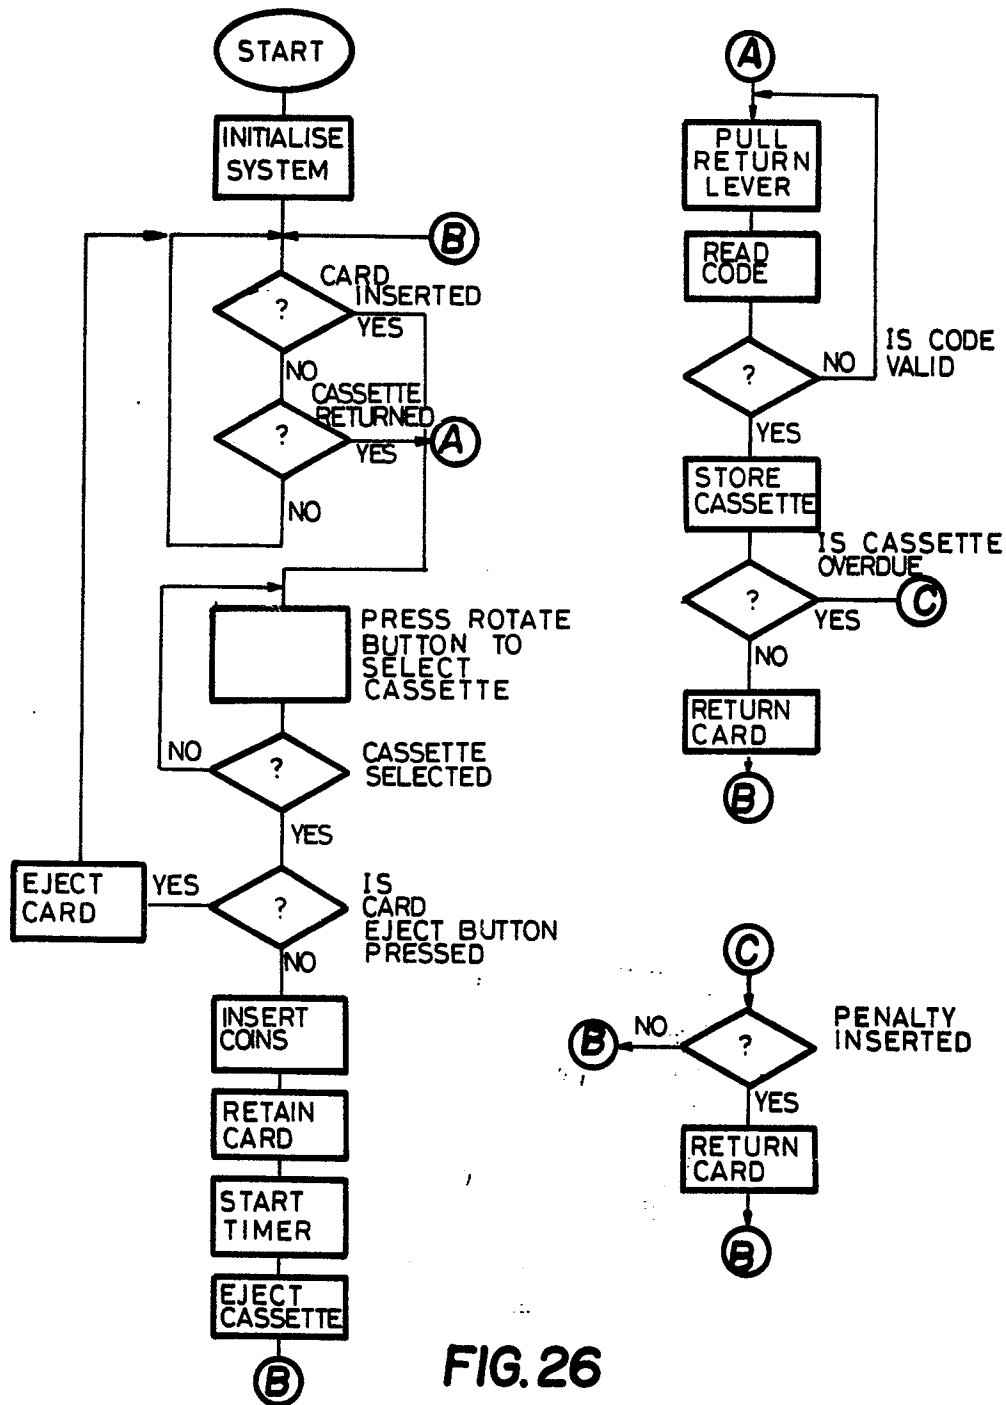 START
INITIALISE
SYSTEM
B
CARD
INSERTED
?
YES
NO
CASSETTE
RETURNED
?
YES
A
NO
PRESS ROTATE
BUTTON TO
SELECT
CASSETTE
NO
?
CASSETTE
SELECTED
YES
EJECT
CARD
YES
?
IS
CARD
EJECT BUTTON
PRESSED
NO
INSERT
COINS
RETAIN
CARD
START
TIMER
EJECT
CASSETTE
B
A
PULL
RETURN
LEVER
READ
CODE
?
NO
IS CODE
VALID
YES
STORE
CASSETTE
IS CASSETTE
OVERDUE
?
YES
C
NO
RETURN
CARD
B
C
B
NO
?
PENALTY
INSERTED
YES
RETURN
CARD
B
FIG. 26